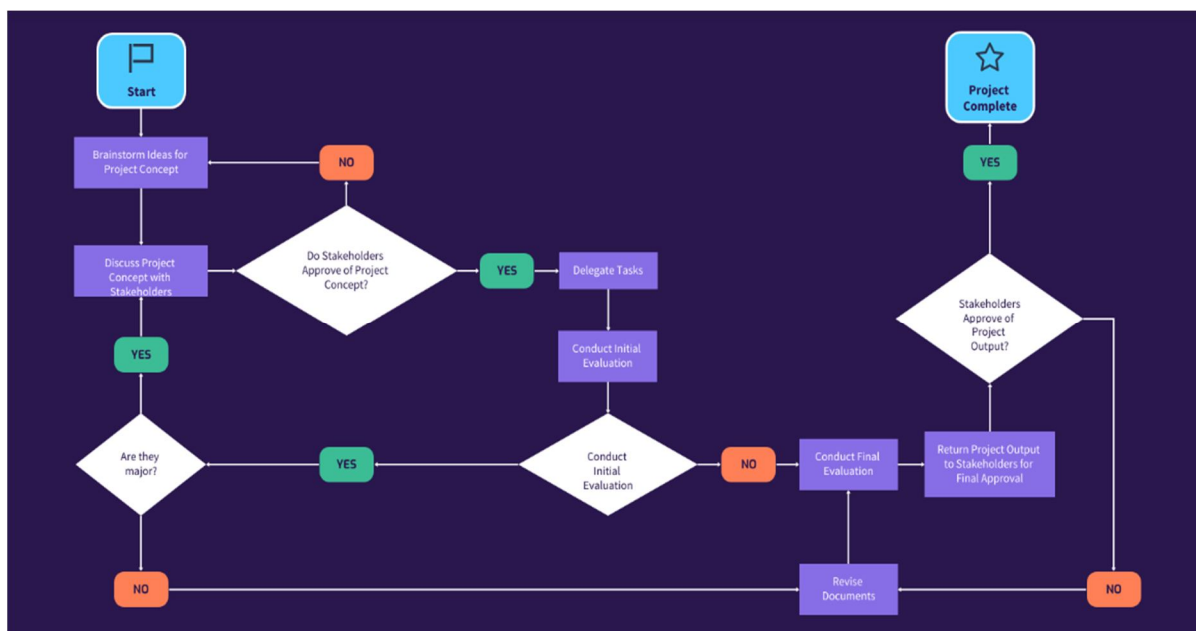 Start
Project
Complete
Brainstorm Ideas for
Project Concept
NO
YES
Discuss Project
Concept with
Stakeholders
Do Stakeholders
Approve of Project
Concept?
YES
Delegate Tasks
Stakeholders
Approve of
Project
Output?
YES
Conduct Initial
Evaluation
Are they
major?
YES
Conduct
Initial
Evaluation
NO
Conduct Final
Evaluation
Return Project Output
to Stakeholders for
Final Approval
NO
Revise
Documents
NO